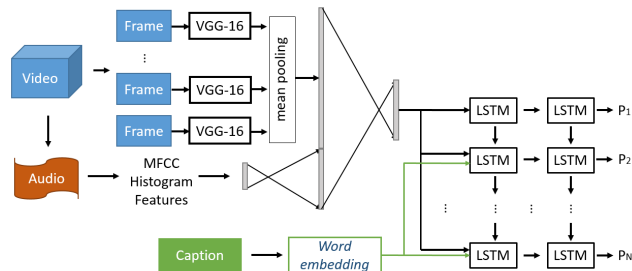 Video
Frame
VGG-16
...
Frame
VGG-16
Frame
VGG-16
mean pooling
Audio
MFCC
Histogram
Features
Caption
Word
embedding
LSTM
LSTM
P1
LSTM
LSTM
P2
... ... ... ...
LSTM
LSTM
PN